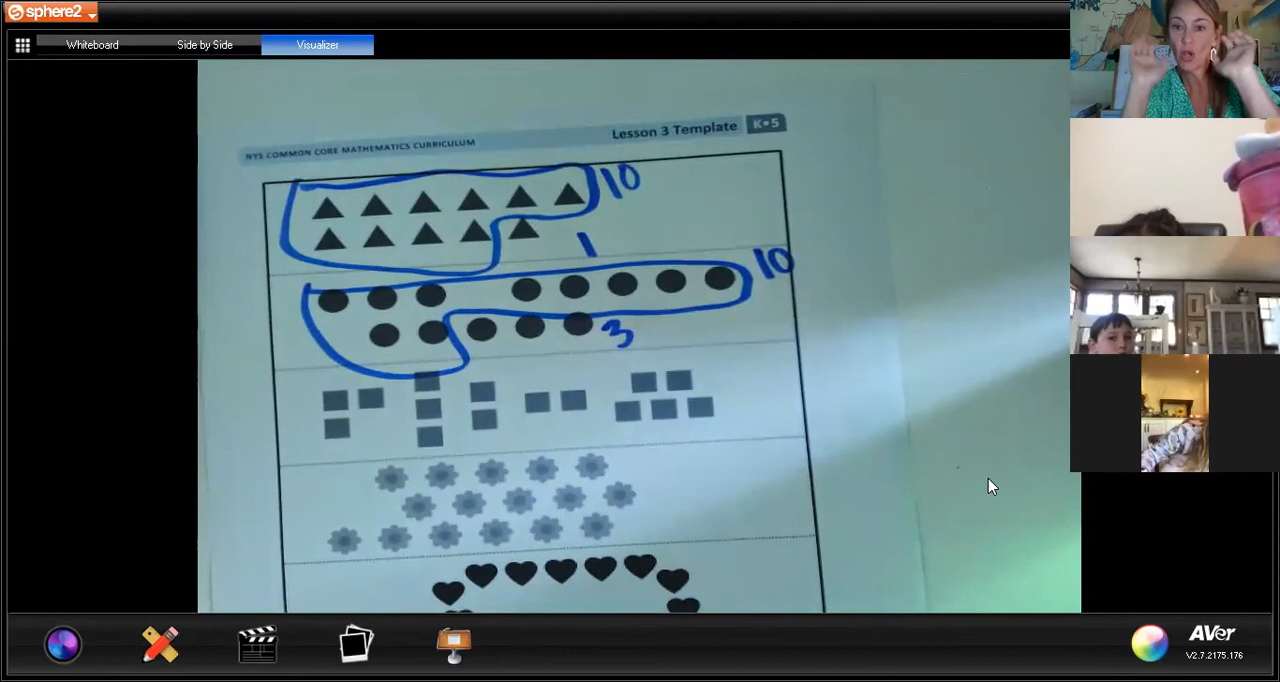 sphere2
Whiteboard
Side by Side
Visualizer
NYS COMMON CORE MATHEMATICS CURRICULUM
Lesson 3 Template
K•5
10
1
10
3
AVer
V2.7.2175.176